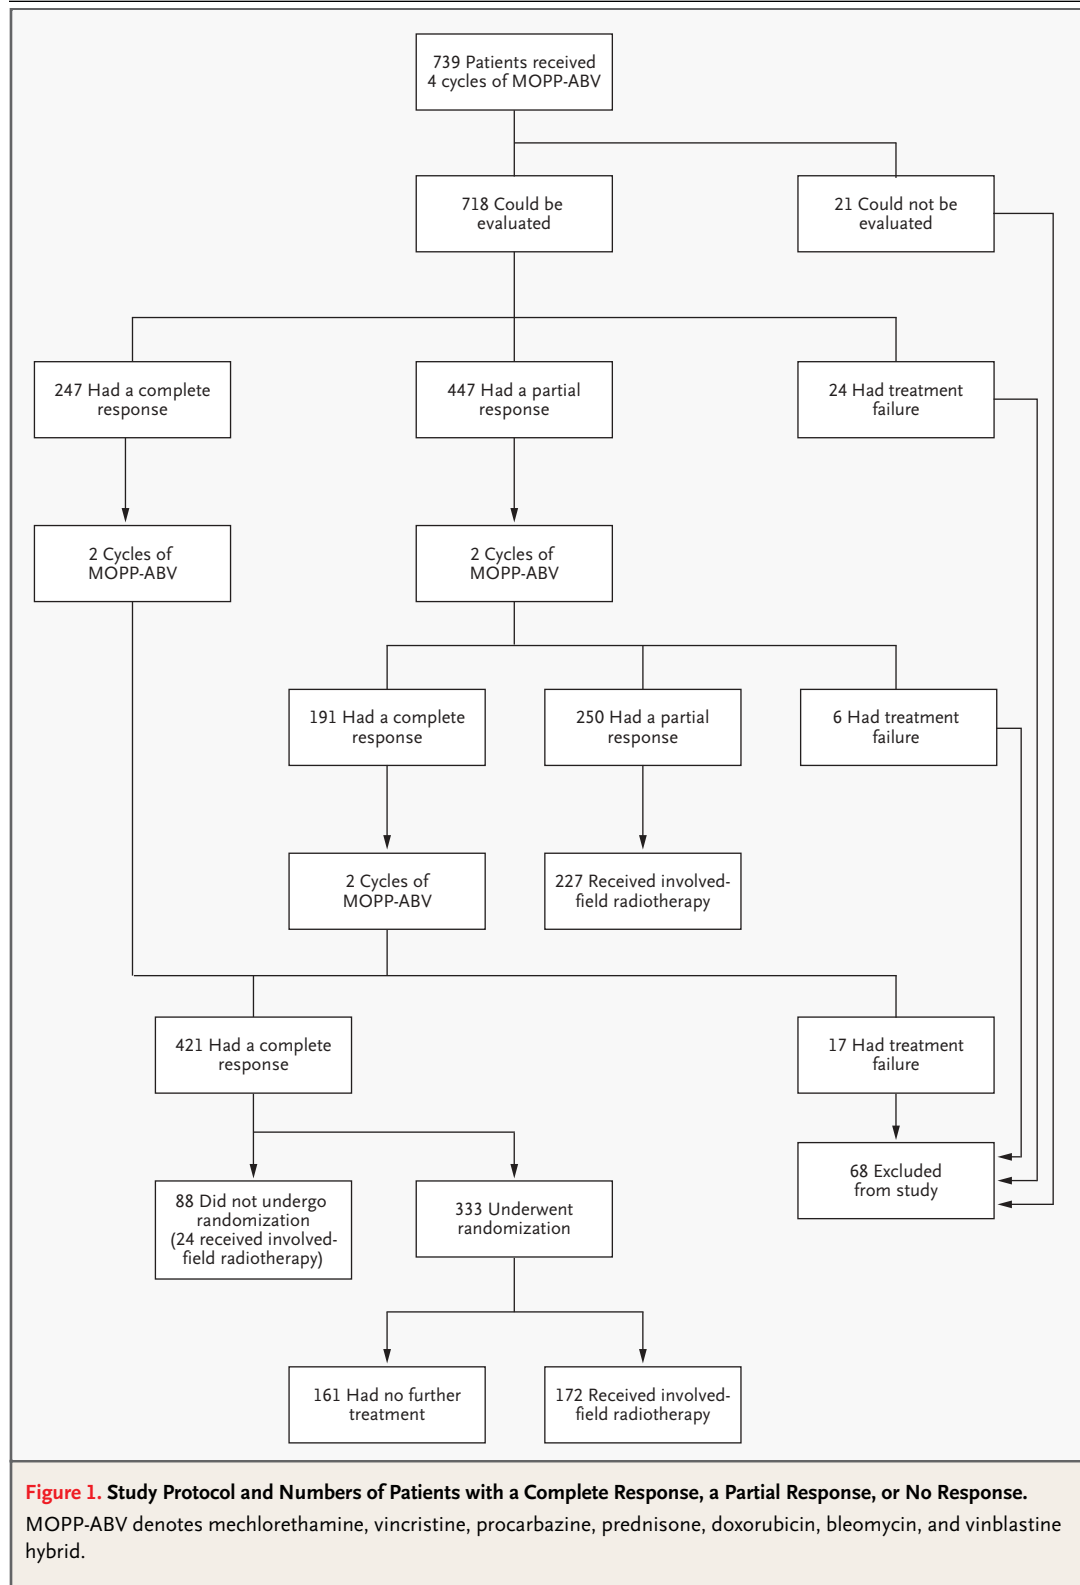 739 Patients received
4 cycles of MOPP-ABV
718 Could be
evaluated
21 Could not be
evaluated
247 Had a complete
response
447 Had a partial
response
24 Had treatment
failure
2 Cycles of
MOPP-ABV
2 Cycles of
MOPP-ABV
191 Had a complete
response
250 Had a partial
response
6 Had treatment
failure
2 Cycles of
MOPP-ABV
227 Received involved-
field radiotherapy
421 Had a complete
response
17 Had treatment
failure
68 Excluded
from study
88 Did not undergo
randomization
(24 received involved-
field radiotherapy)
333 Underwent
randomization
161 Had no further
treatment
172 Received involved-
field radiotherapy
Figure 1. Study Protocol and Numbers of Patients with a Complete Response, a Partial Response, or No Response.
MOPP-ABV denotes mechlorethamine, vincristine, procarbazine, prednisone, doxorubicin, bleomycin, and vinblastine
hybrid.